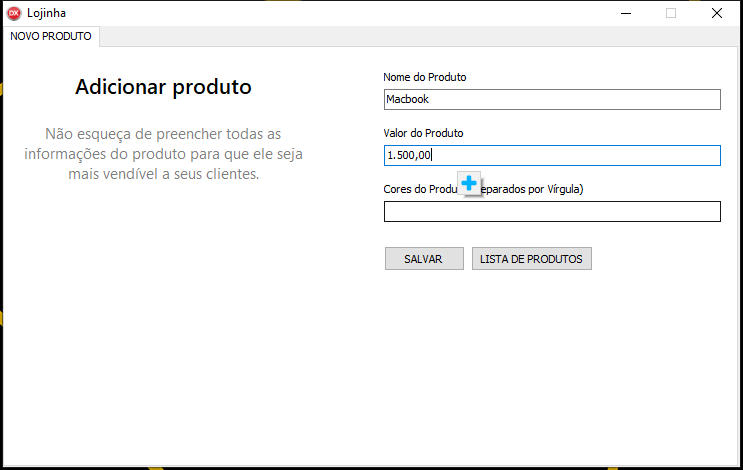 DX Lojinha
NOVO PRODUTO
Adicionar produto
Não esqueça de preencher todas as
informações do produto para que ele seja
mais vendível a seus clientes.
Nome do Produto
Macbook
Valor do Produto
1.500,00
Cores do Produ eparados por Vírgula)
SALVAR
LISTA DE PRODUTOS